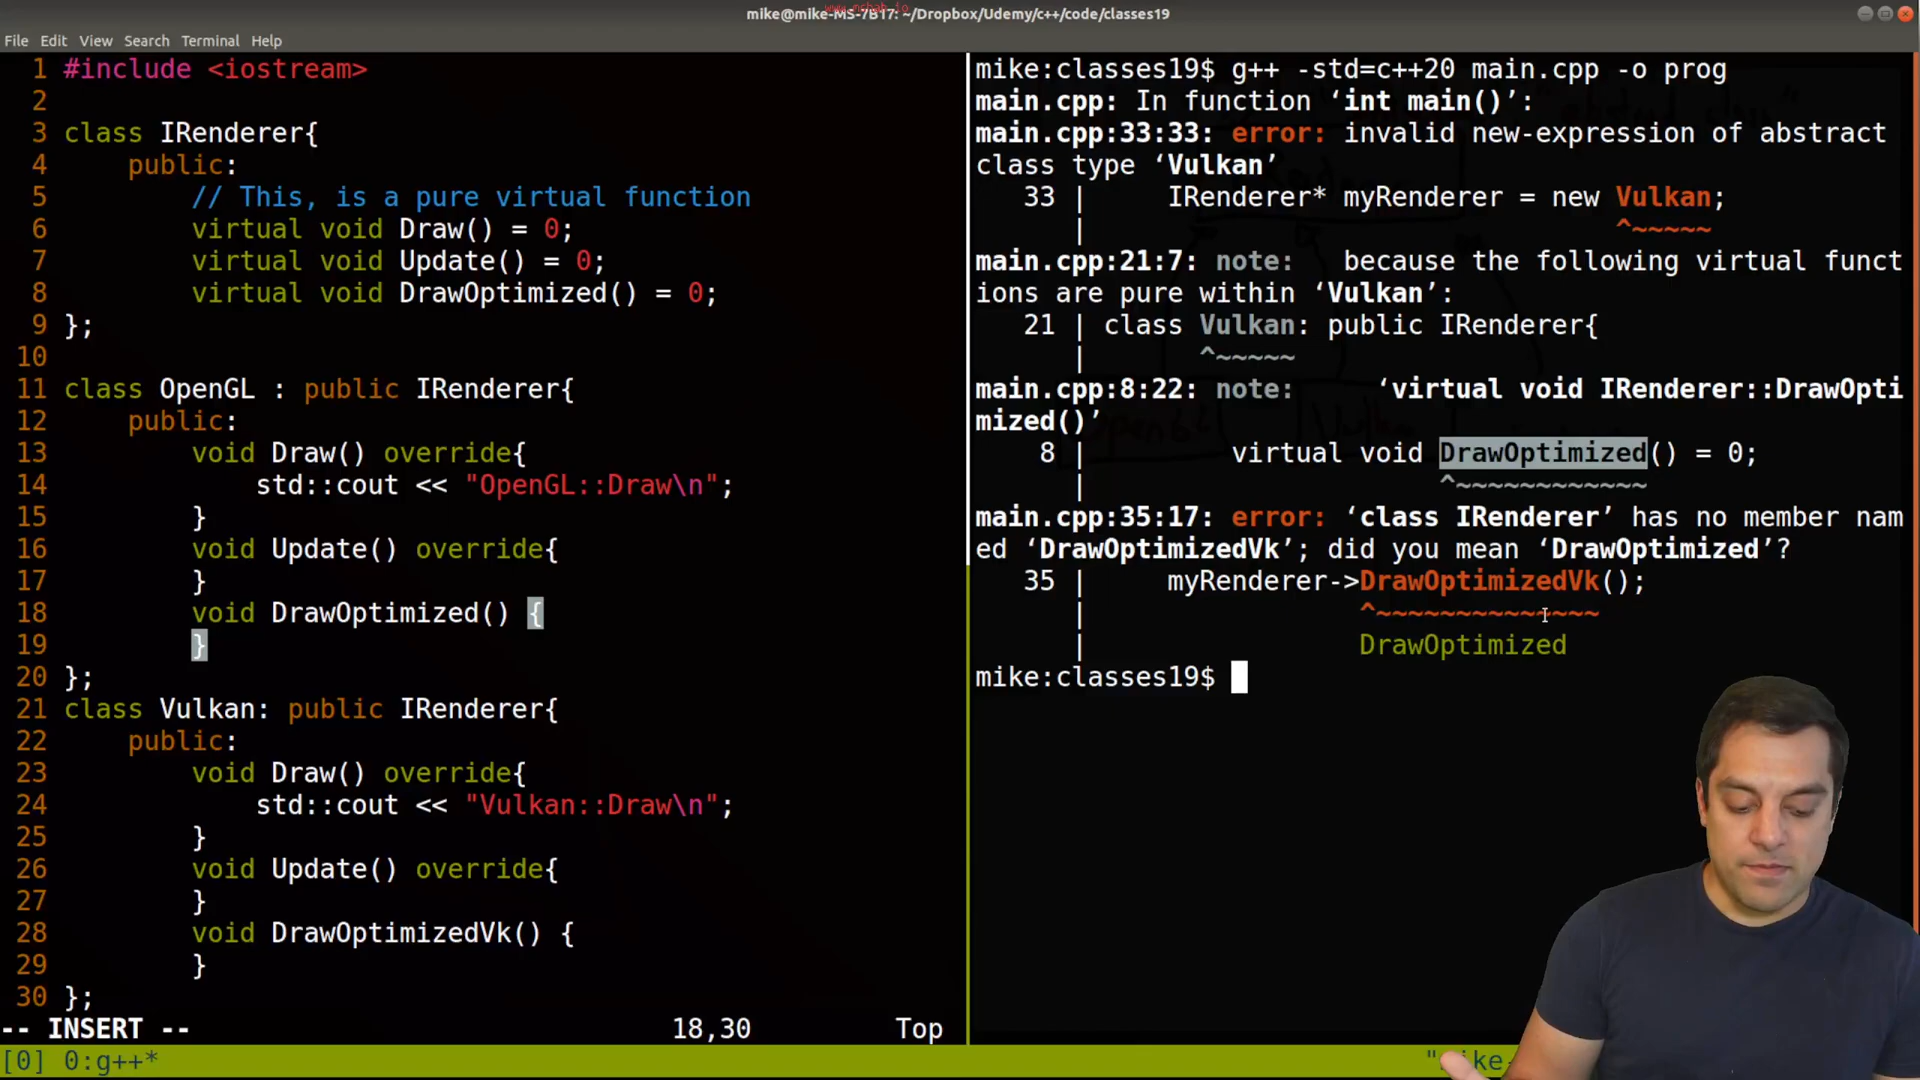 www.mshab.io
mike@mike-MS-7B17: ~/Dropbox/Udemy/c++/code/classes19
File Edit View Search Terminal Help
1 #include <iostream>
2
3 class IRenderer{
4 public:
5 // This, is a pure virtual function
6 virtual void Draw() = 0;
7 virtual void Update() = 0;
8 virtual void DrawOptimized() = 0;
9 };
10
11 class OpenGL : public IRenderer{
12 public:
13 void Draw() override{
14 std::cout << "OpenGL::Draw\n";
15 }
16 void Update() override{
17 }
18 void DrawOptimized() {
19 }
20 };
21 class Vulkan: public IRenderer{
22 public:
23 void Draw() override{
24 std::cout << "Vulkan::Draw\n";
25 }
26 void Update() override{
27 }
28 void DrawOptimizedVk() {
29 }
30 };
-- INSERT -- 18,30 Top
mike:classes19$ g++ -std=c++20 main.cpp -o prog
main.cpp: In function ‘int main()’:
main.cpp:33:33: error: invalid new-expression of abstract
class type ‘Vulkan’
33 | IRenderer* myRenderer = new Vulkan;
| ^~~~~~
main.cpp:21:7: note: because the following virtual funct
ions are pure within ‘Vulkan’:
21 | class Vulkan: public IRenderer{
| ^~~~~~
main.cpp:8:22: note: ‘virtual void IRenderer::DrawOpti
mized()’
8 | virtual void DrawOptimized() = 0;
| ^~~~~~~~~~~~~
main.cpp:35:17: error: ‘class IRenderer’ has no member nam
ed ‘DrawOptimizedVk’; did you mean ‘DrawOptimized’?
35 | myRenderer->DrawOptimizedVk();
| ^~~~~~~~~~~~~~~
| DrawOptimized
mike:classes19$
[0] 0:g++*